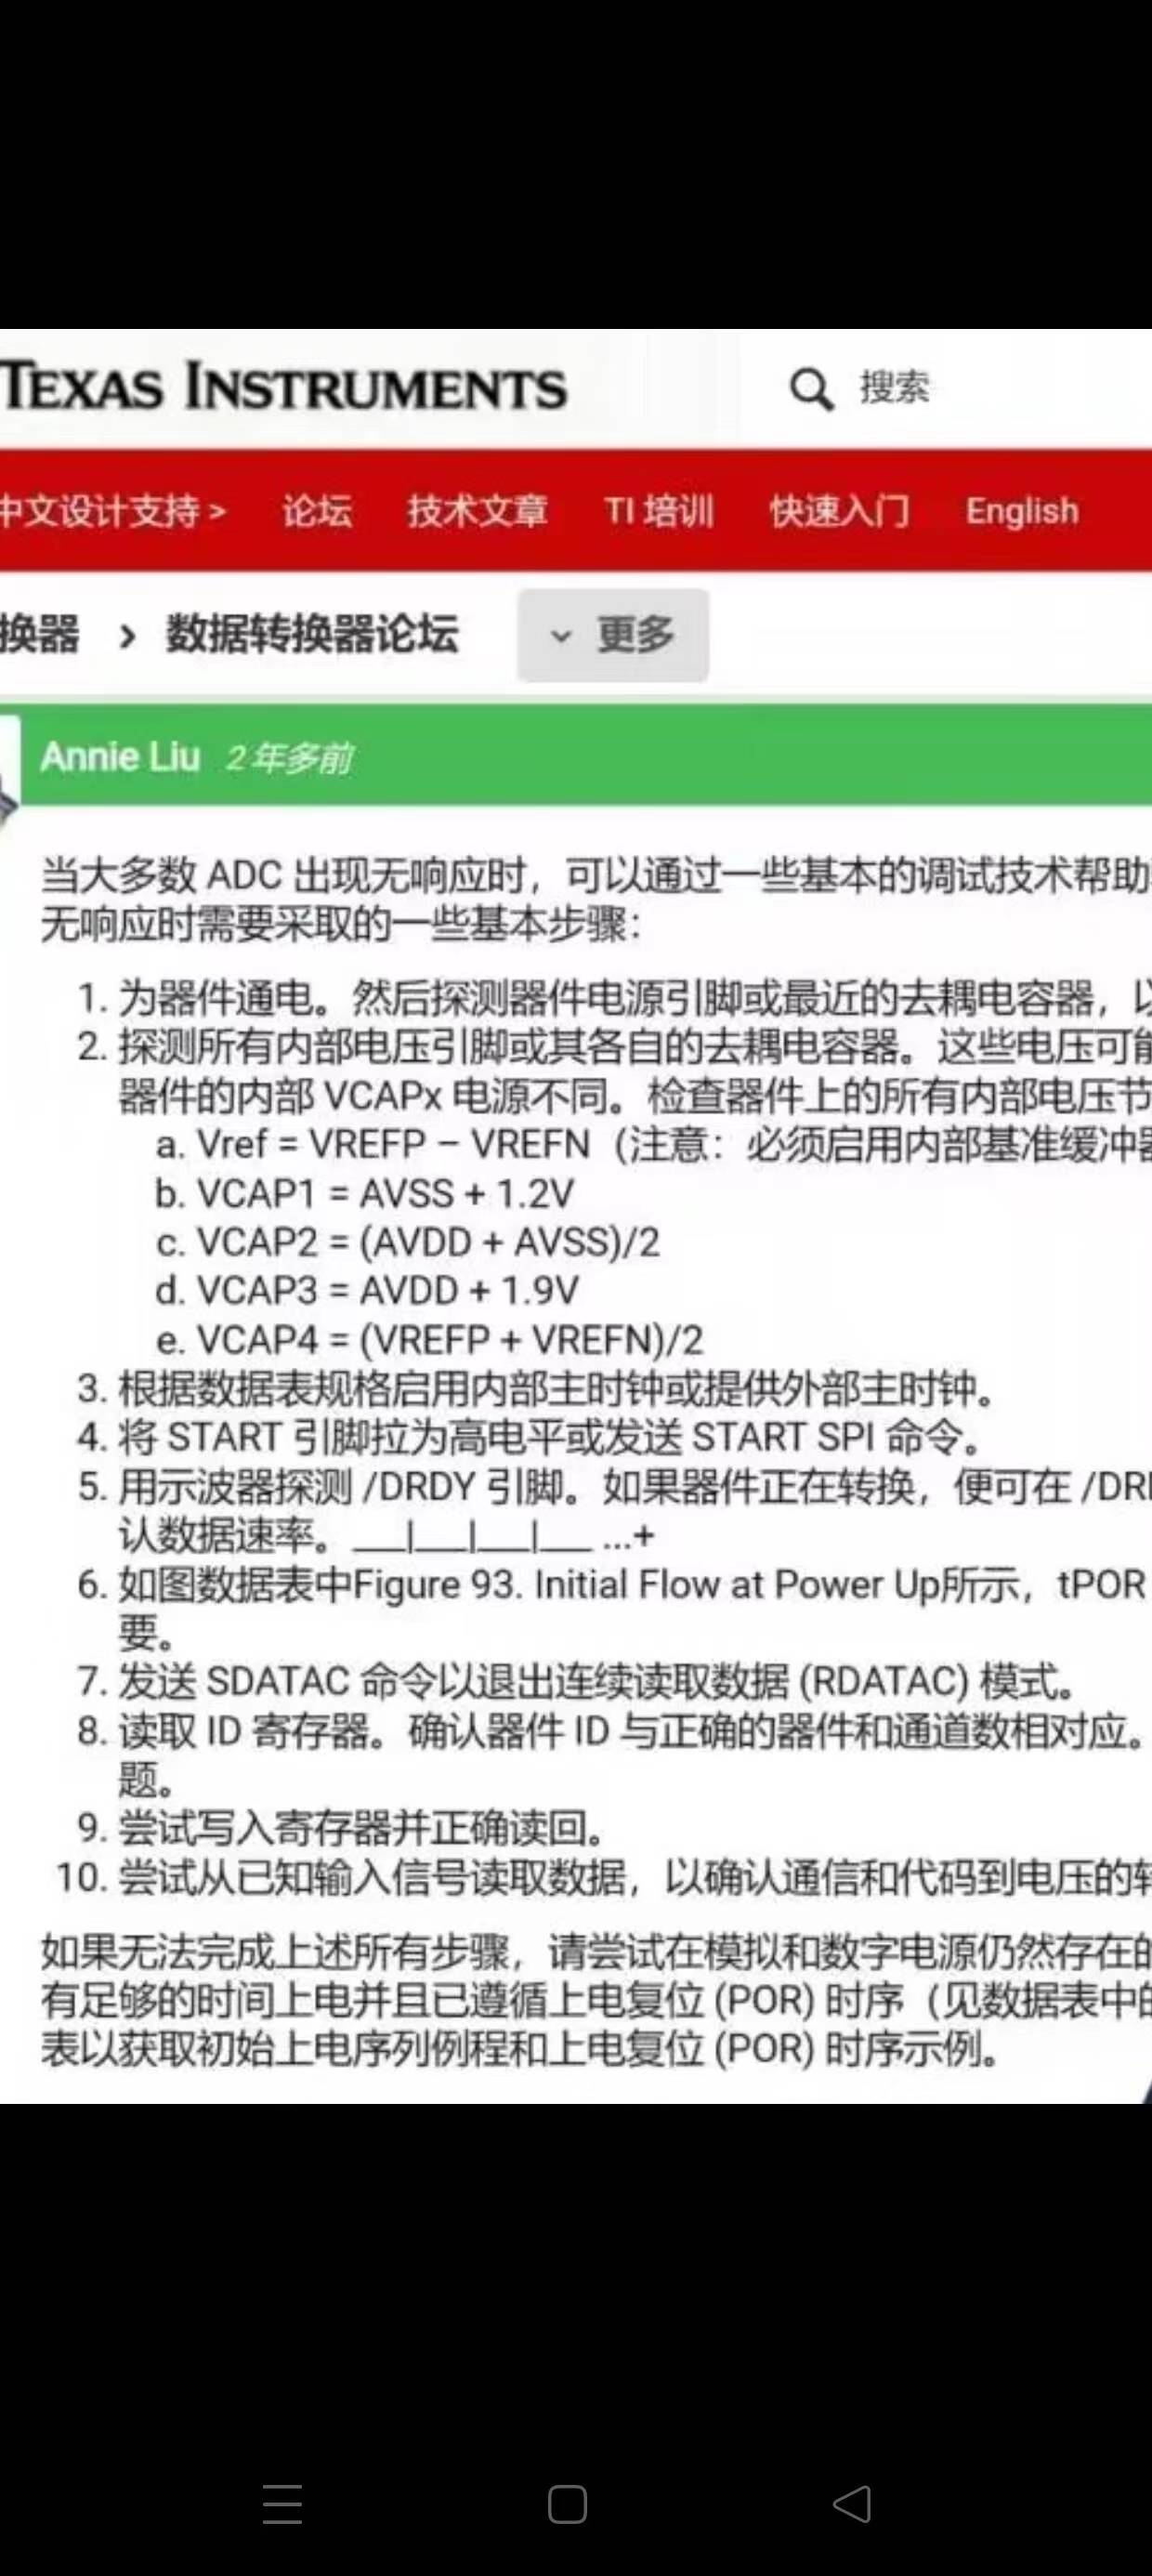 TEXAS INSTRUMENTS 搜索
中文设计支持 > 论坛 技术文章 TI 培训 快速入门 English
换器 › 数据转换器论坛 更多
Annie Liu 2 年多前
当大多数 ADC 出现无响应时，可以通过一些基本的调试技术帮助
无响应时需要采取的一些基本步骤：
1. 为器件通电。然后探测器件电源引脚或最近的去耦电容器，以
2. 探测所有内部电压引脚或其各自的去耦电容器。这些电压可能
器件的内部 VCAPx 电源不同。检查器件上的所有内部电压节
a. Vref = VREFP – VREFN（注意：必须启用内部基准缓冲器
b. VCAP1 = AVSS + 1.2V
c. VCAP2 = (AVDD + AVSS)/2
d. VCAP3 = AVDD + 1.9V
e. VCAP4 = (VREFP + VREFN)/2
3. 根据数据表规格启用内部主时钟或提供外部主时钟。
4. 将 START 引脚拉为高电平或发送 START SPI 命令。
5. 用示波器探测 /DRDY 引脚。如果器件正在转换，便可在 /DR
认数据速率。___|___|___|___ ...+
6. 如图数据表中Figure 93. Initial Flow at Power Up所示，tPOR
要。
7. 发送 SDATAC 命令以退出连续读取数据 (RDATAC) 模式。
8. 读取 ID 寄存器。确认器件 ID 与正确的器件和通道数相对应。
题。
9. 尝试写入寄存器并正确读回。
10. 尝试从已知输入信号读取数据，以确认通信和代码到电压的转
如果无法完成上述所有步骤，请尝试在模拟和数字电源仍然存在的
有足够的时间上电并且已遵循上电复位 (POR) 时序（见数据表中的
表以获取初始上电序列例程和上电复位 (POR) 时序示例。